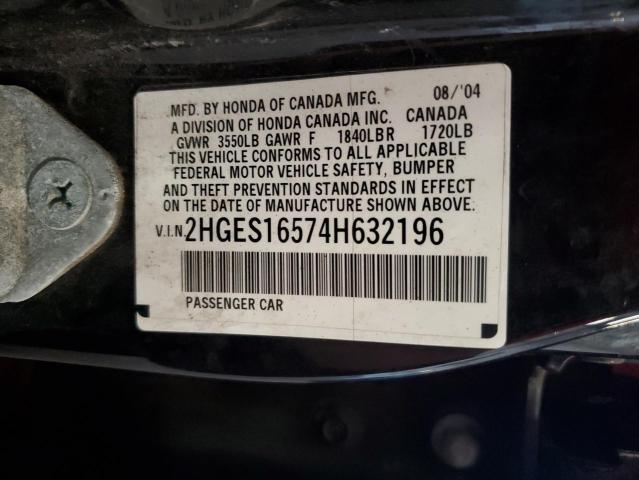 MFD. BY HONDA OF CANADA MFG. 08/'04
A DIVISION OF HONDA CANADA INC. CANADA
GVWR 3550LB GAWR F 1840LBR 1720LB
THIS VEHICLE CONFORMS TO ALL APPLICABLE
FEDERAL MOTOR VEHICLE SAFETY, BUMPER
AND THEFT PREVENTION STANDARDS IN EFFECT
ON THE DATE OF MANUFACTURE SHOWN ABOVE.
V.I.N. 2HGES16574H632196
PASSENGER CAR